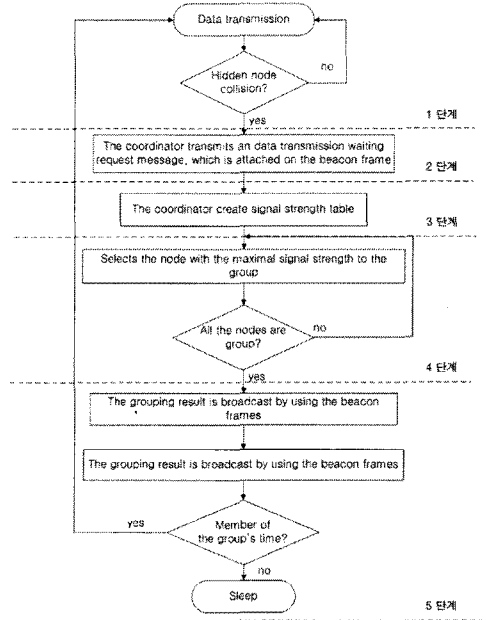 Data transmission
no
Hidden node
collision?
yes
1 단계
The coordinator transmits an data transmission waiting
request message, which is attached on the beacon frame
2 단계
The coordinator create signal strength table
3 단계
Selects the node with the maximal signal strength to the
group
All the nodes are
group?
no
yes
4 단계
The grouping result is broadcast by using the beacon
frames
The grouping result is broadcast by using the beacon frames
yes
Member of
the group's time?
no
Sleep
5 단계